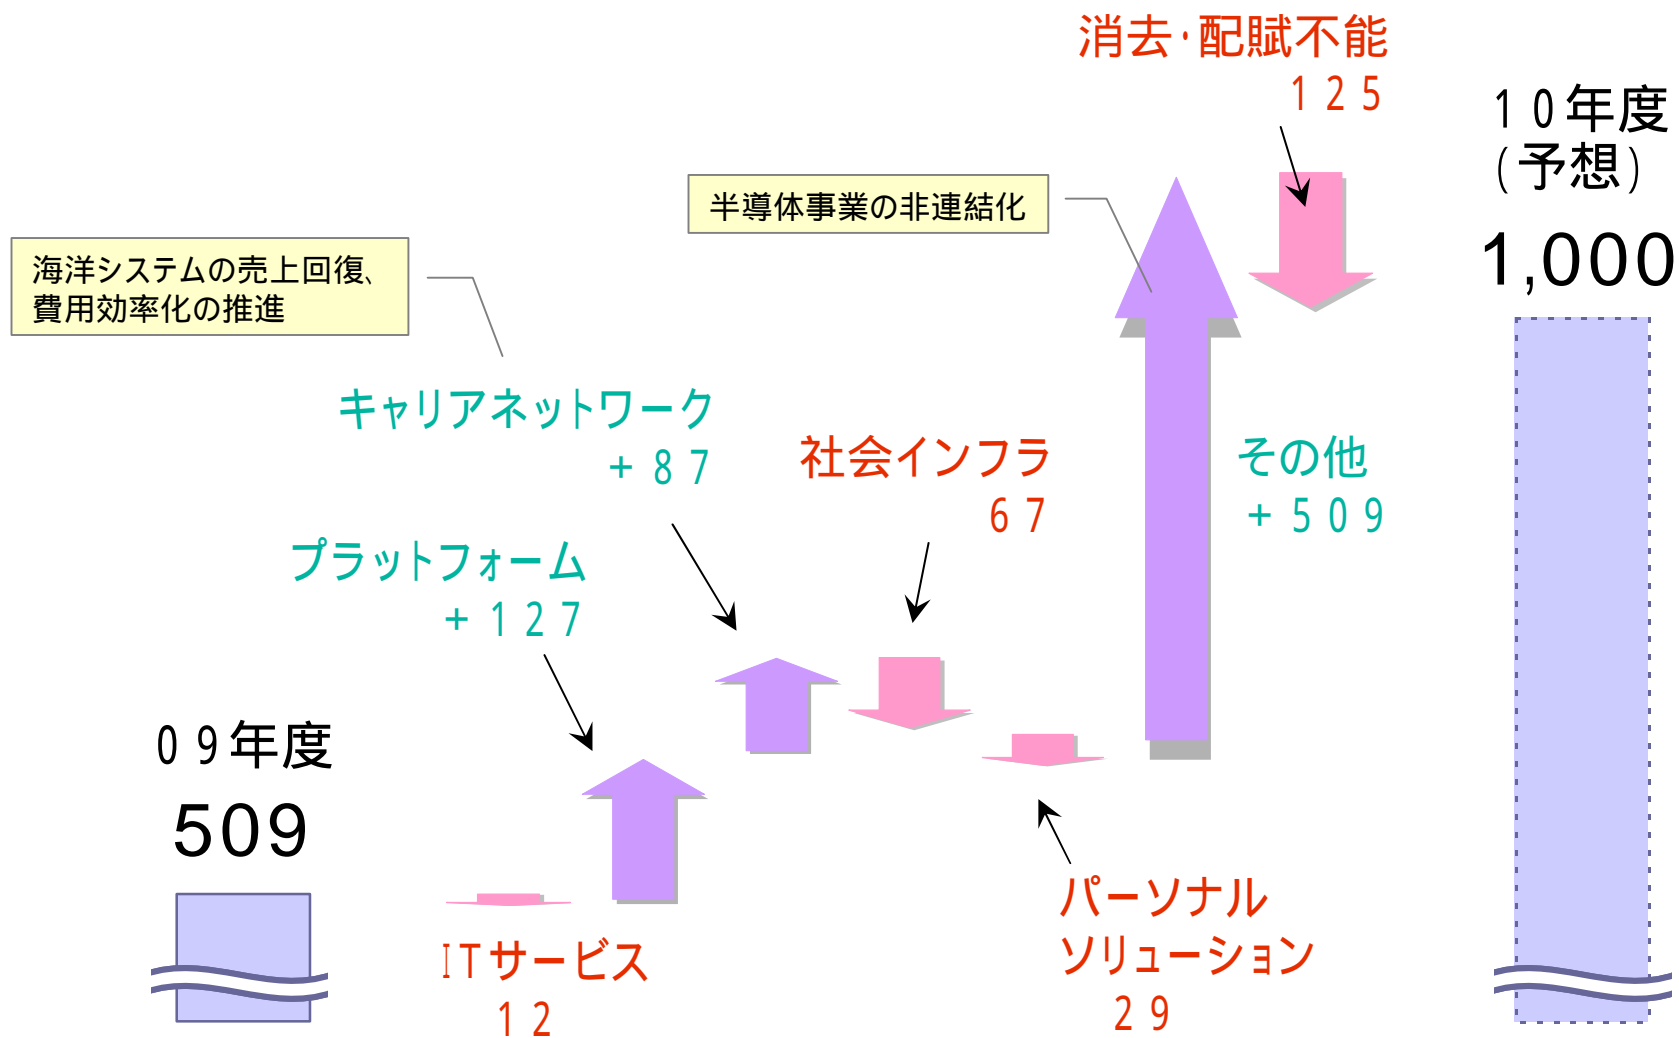 消去・配賦不能
125
10年度
(予想)
1,000
半導体事業の非連結化
海洋システムの売上回復、
費用効率化の推進
キャリアネットワーク
+87
社会インフラ
67
その他
+509
プラットフォーム
+127
09年度
509
ITサービス
12
パーソナル
ソリューション
29